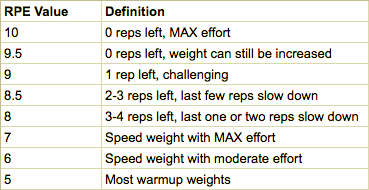 RPE Value Definition
10 0 reps left, MAX effort
9.5 0 reps left, weight can still be increased
9 1 rep left, challenging
8.5 2-3 reps left, last few reps slow down
8 3-4 reps left, last one or two reps slow down
7 Speed weight with MAX effort
6 Speed weight with moderate effort
5 Most warmup weights